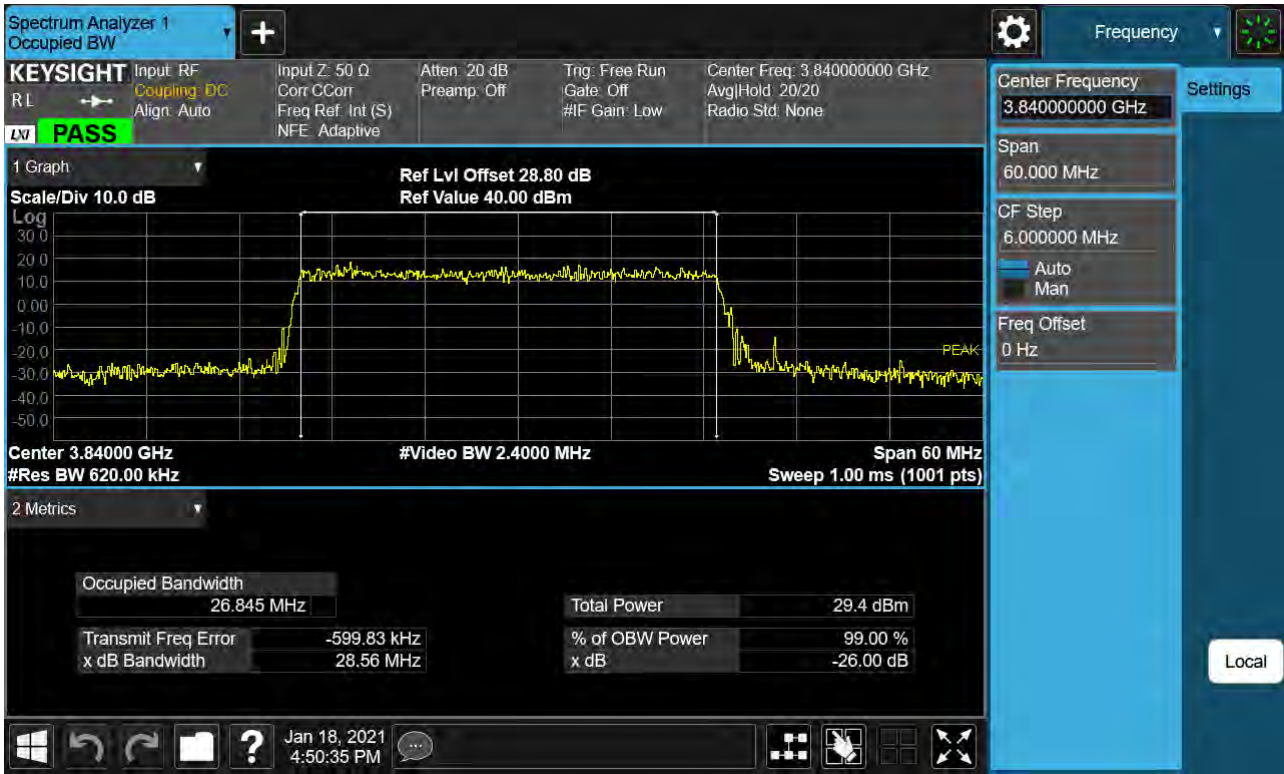 Spectrum Analyzer 1
Occupied BW
+
Frequency
KEYSIGHT
R L
LXI PASS
Input: RF
Coupling: DC
Align: Auto
Input Z: 50 Ω
Corr CCorr
Freq Ref: Int (S)
NFE: Adaptive
Atten: 20 dB
Preamp: Off
Trig: Free Run
Gate: Off
#IF Gain: Low
Center Freq: 3.840000000 GHz
Avg|Hold: 20/20
Radio Std: None
Center Frequency
3.840000000 GHz
Settings
Span
60.000 MHz
CF Step
6.000000 MHz
Auto
Man
Freq Offset
0 Hz
Local
1 Graph
Scale/Div 10.0 dB
Ref Lvl Offset 28.80 dB
Ref Value 40.00 dBm
Log
30.0
20.0
10.0
0.00
-10.0
-20.0
-30.0
-40.0
-50.0
PEAK
Center 3.84000 GHz
#Video BW 2.4000 MHz
Span 60 MHz
#Res BW 620.00 kHz
Sweep 1.00 ms (1001 pts)
2 Metrics
Occupied Bandwidth
26.845 MHz
Total Power 29.4 dBm
Transmit Freq Error -599.83 kHz
% of OBW Power 99.00 %
x dB Bandwidth 28.56 MHz
x dB -26.00 dB
?
Jan 18, 2021
4:50:35 PM